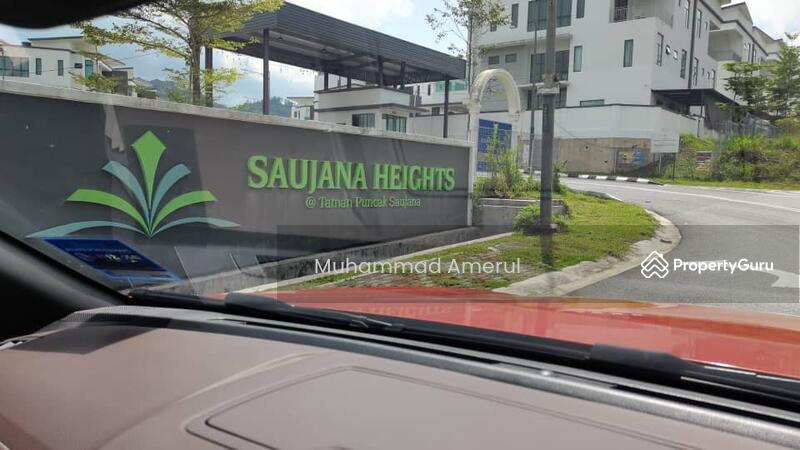 SAUJANA HEIGHTS
@ Taman Puncak Saujana
Muhammad Amerul
PropertyGuru